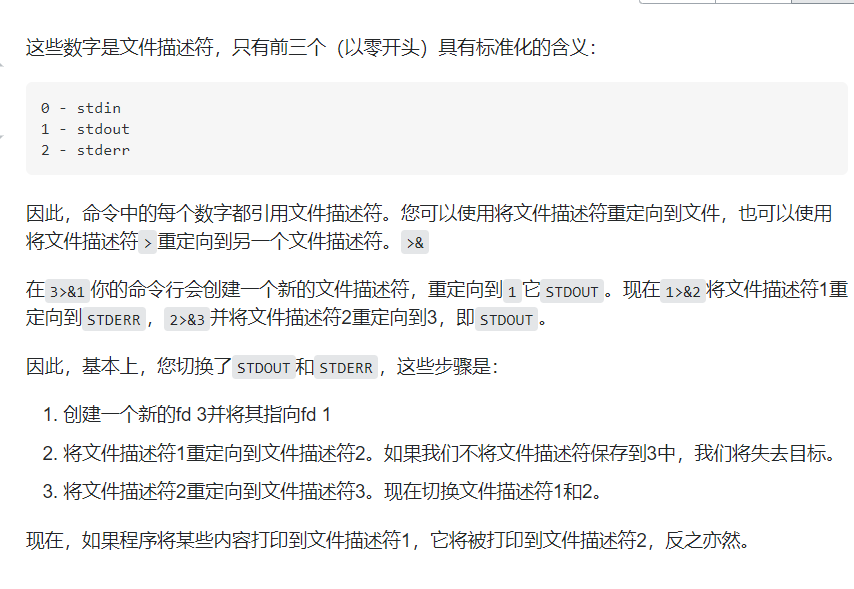 这些数字是文件描述符，只有前三个（以零开头）具有标准化的含义：
0 - stdin
1 - stdout
2 - stderr
因此，命令中的每个数字都引用文件描述符。您可以使用将文件描述符重定向到文件，也可以使用
将文件描述符 > 重定向到另一个文件描述符。 >&
在 3>&1 你的命令行会创建一个新的文件描述符，重定向到 1 它 STDOUT 。现在 1>&2 将文件描述符1重
定向到 STDERR ， 2>&3 并将文件描述符2重定向到3，即 STDOUT 。
因此，基本上，您切换了 STDOUT 和 STDERR ，这些步骤是：
1. 创建一个新的fd 3并将其指向fd 1
2. 将文件描述符1重定向到文件描述符2。如果我们不将文件描述符保存到3中，我们将失去目标。
3. 将文件描述符2重定向到文件描述符3。现在切换文件描述符1和2。
现在，如果程序将某些内容打印到文件描述符1，它将被打印到文件描述符2，反之亦然。